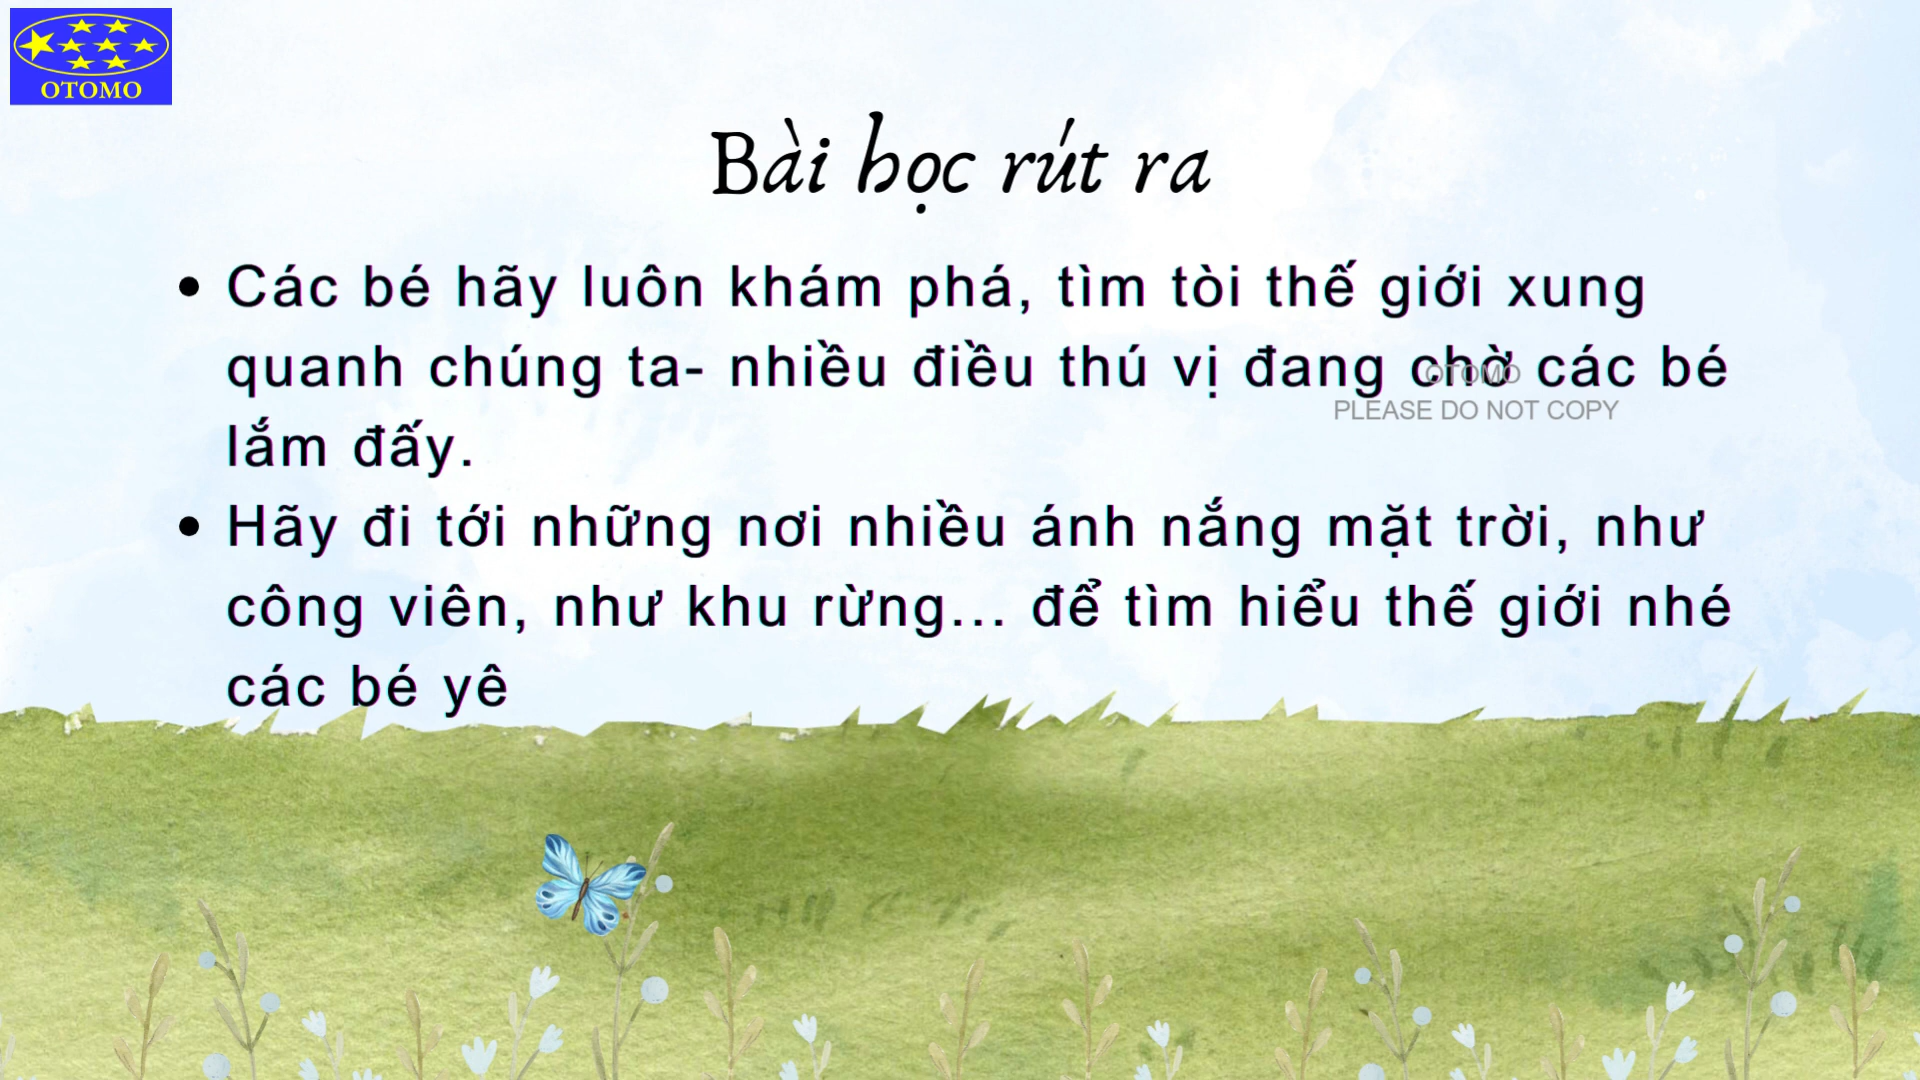 OTOMO
Bài học rút ra
• Các bé hãy luôn khám phá, tìm tòi thế giới xung
quanh chúng ta- nhiều điều thú vị đang chờ các bé
OTOMO
PLEASE DO NOT COPY
lắm đấy.
• Hãy đi tới những nơi nhiều ánh nắng mặt trời, như
công viên, như khu rừng... để tìm hiểu thế giới nhé
các bé yê